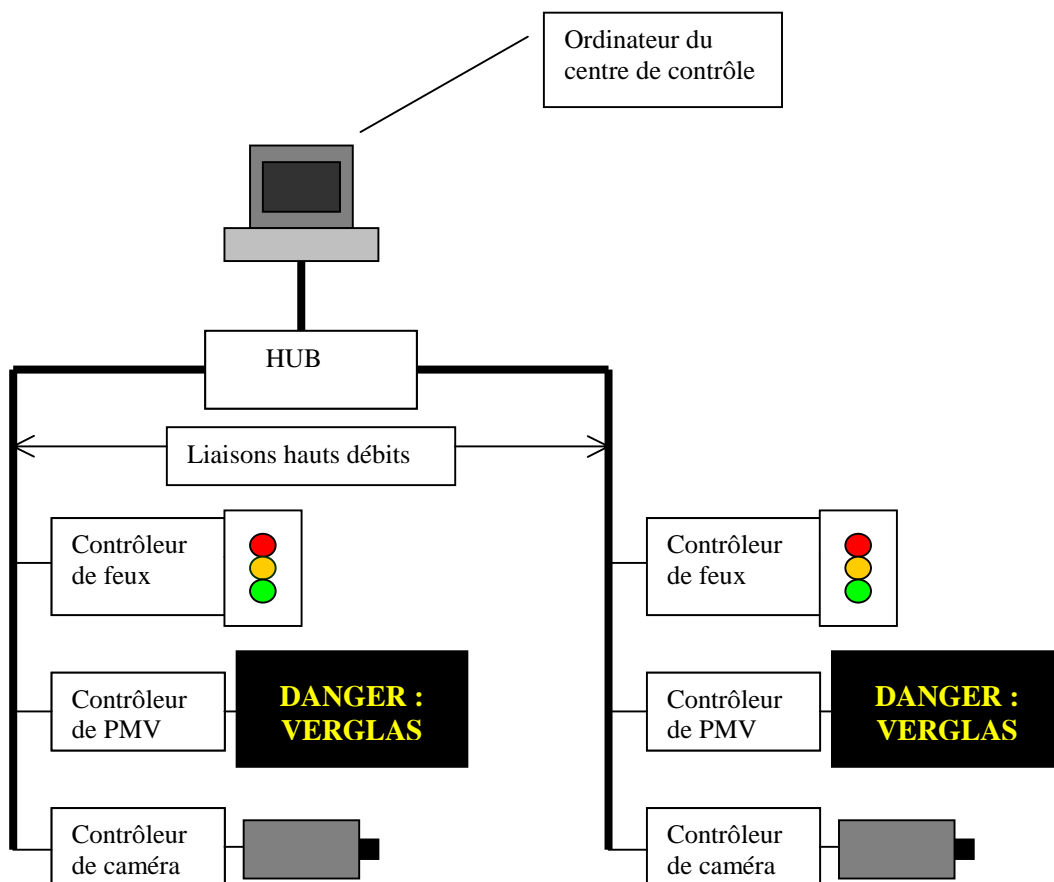 Ordinateur du
centre de contrôle
HUB
Liaisons hauts débits
Contrôleur
de feux
Contrôleur
de feux
Contrôleur
de PMV
DANGER :
VERGLAS
Contrôleur
de PMV
DANGER :
VERGLAS
Contrôleur
de caméra
Contrôleur
de caméra